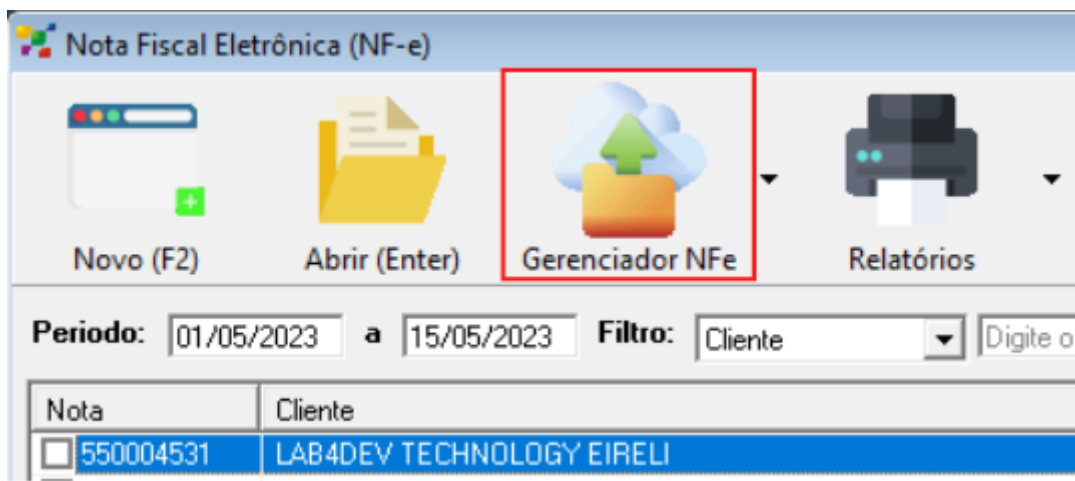 Nota Fiscal Eletrônica (NF-e)
Novo (F2) Abrir (Enter) Gerenciador NFe Relatórios
Periodo: 01/05/2023 a 15/05/2023 Filtro: Cliente Digite o
Nota Cliente
550004531 LAB4DEV TECHNOLOGY EIRELI